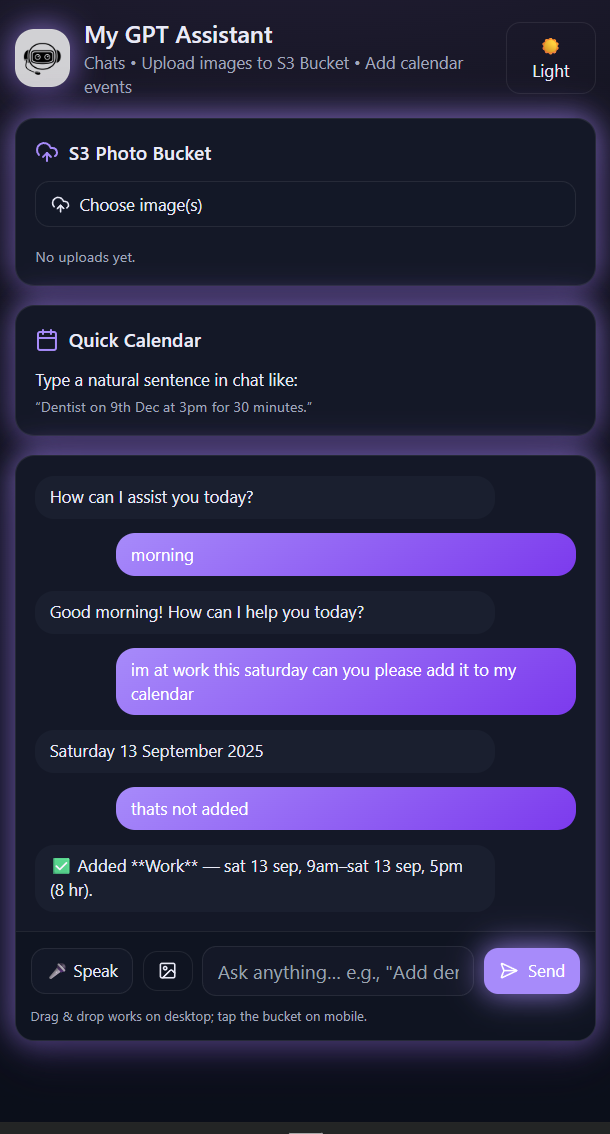 My GPT Assistant
Chats • Upload images to S3 Bucket • Add calendar
events
Light
S3 Photo Bucket
Choose image(s)
No uploads yet.
Quick Calendar
Type a natural sentence in chat like:
“Dentist on 9th Dec at 3pm for 30 minutes.”
How can I assist you today?
morning
Good morning! How can I help you today?
im at work this saturday can you please add it to my
calendar
Saturday 13 September 2025
thats not added
✅ Added **Work** — sat 13 sep, 9am–sat 13 sep, 5pm
(8 hr).
Speak
Ask anything… e.g., "Add der
Send
Drag & drop works on desktop; tap the bucket on mobile.